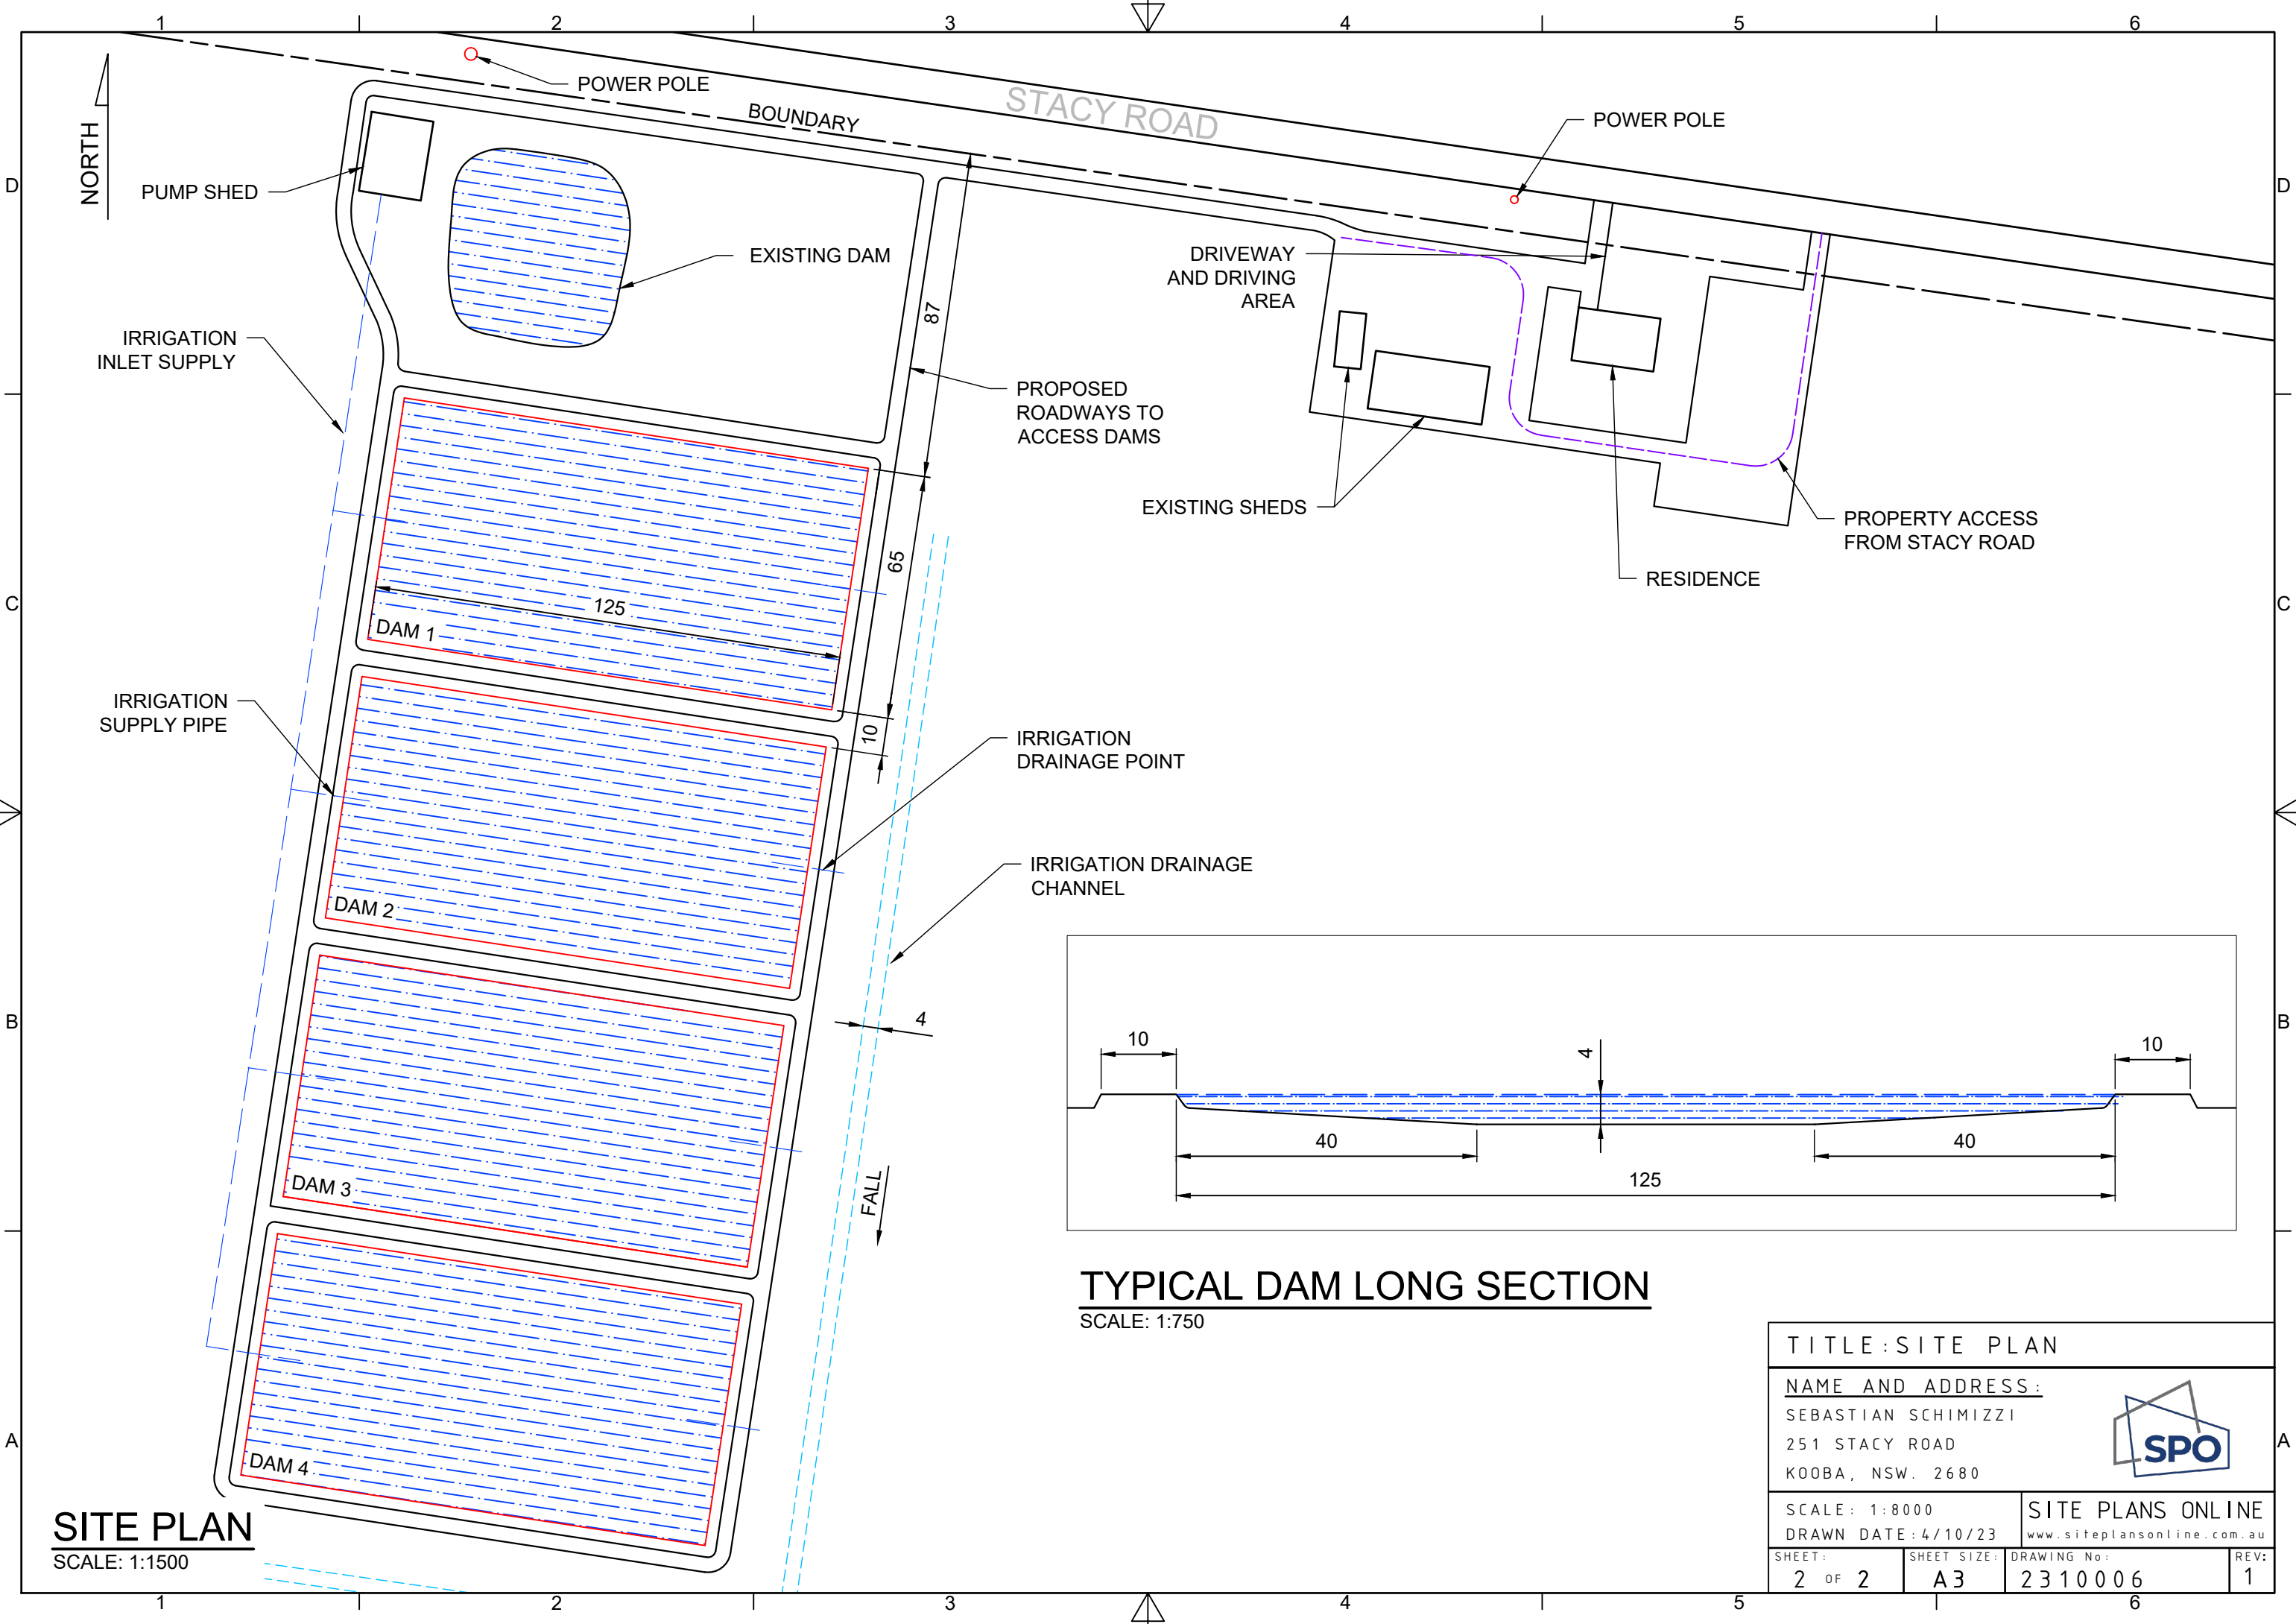 1 2 3 4 5 6
D
D
C
C
B
B
A
A
NORTH
POWER POLE
BOUNDARY
STACY ROAD
POWER POLE
PUMP SHED
EXISTING DAM
DRIVEWAY
AND DRIVING
AREA
87
IRRIGATION
INLET SUPPLY
PROPOSED
ROADWAYS TO
ACCESS DAMS
EXISTING SHEDS
PROPERTY ACCESS
FROM STACY ROAD
RESIDENCE
65
125
DAM 1
IRRIGATION
SUPPLY PIPE
10
IRRIGATION
DRAINAGE POINT
IRRIGATION DRAINAGE
CHANNEL
DAM 2
4
DAM 3
FALL
DAM 4
10
4
10
40
40
125
TYPICAL DAM LONG SECTION
SCALE: 1:750
SITE PLAN
SCALE: 1:1500
TITLE: SITE PLAN
NAME AND ADDRESS:
SEBASTIAN SCHIMIZZI
251 STACY ROAD
KOOBA, NSW. 2680
SPO
SCALE: 1:8000
DRAWN DATE: 4/10/23
SITE PLANS ONLINE
www.siteplansonline.com.au
SHEET:
2 OF 2
SHEET SIZE:
A3
DRAWING No:
2310006
REV:
1
1 2 3 4 5 6